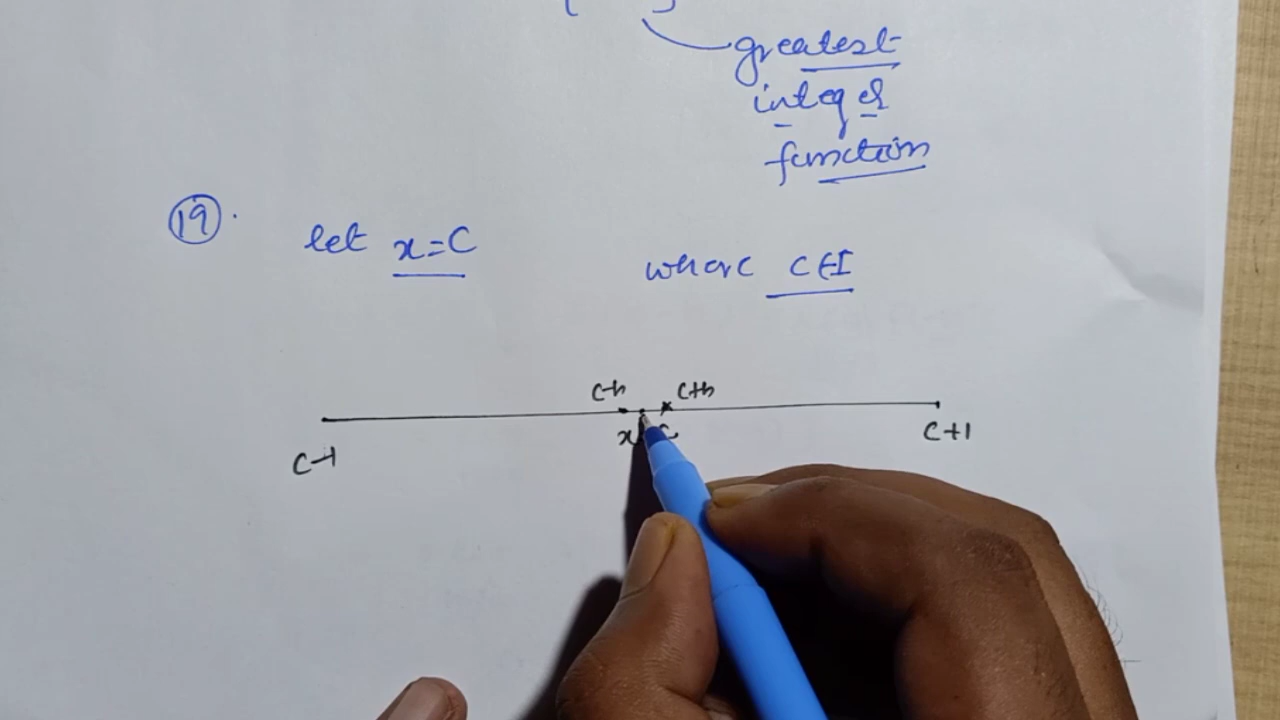 greatest
integer
function
19.
let x=C
where C∈I
C-h C+h
x=C
C-1
C+1